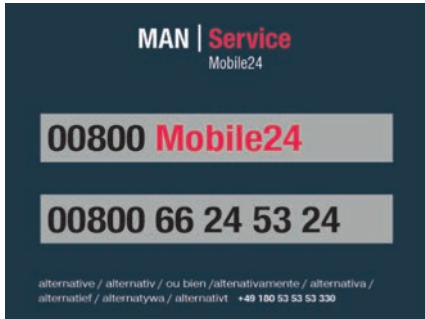 MAN | Service
Mobile24
00800 Mobile24
00800 66 24 53 24
alternative / alternativ / ou bien /altenativamente / alternativa /
alternatief / alternatywa / alternativt +49 180 53 53 53 330